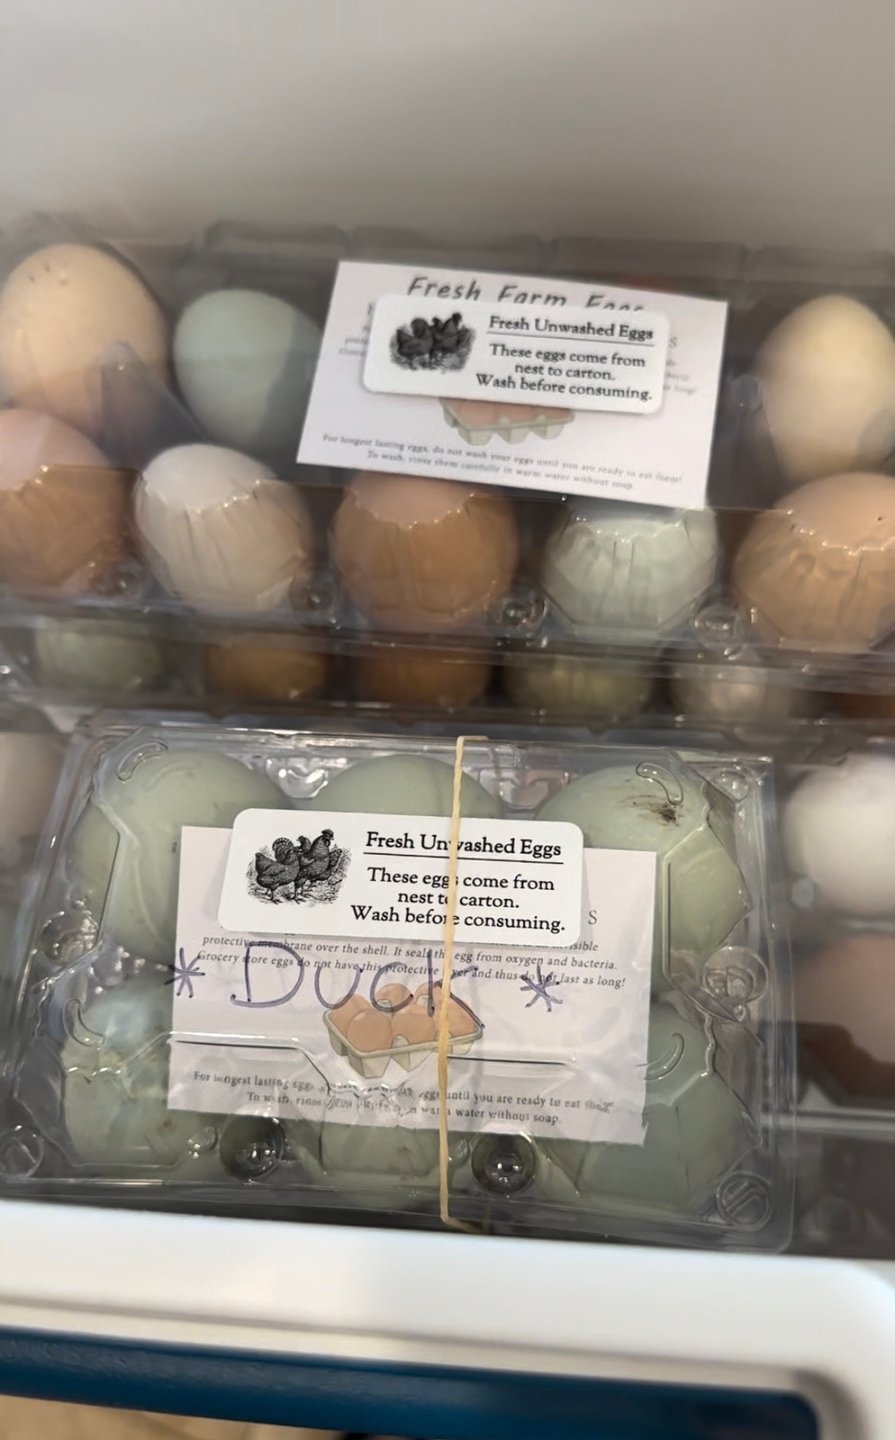 Fresh Farm Eggs
Fresh Unwashed Eggs
These eggs come from
nest to carton.
Wash before consuming.
For longest lasting eggs, do not wash your eggs until you are ready to eat them!
To wash, rinse them carefully in warm water without soap.
Fresh Unwashed Eggs
These eggs come from
nest to carton.
Wash before consuming.
S
protective membrane over the shell. It seals the egg from oxygen and bacteria.
Grocery store eggs do not have this protective layer and thus do not last as long!
* Duck *
For longest lasting eggs eggs until you are ready to eat
To wash, rinse warm water without soap.